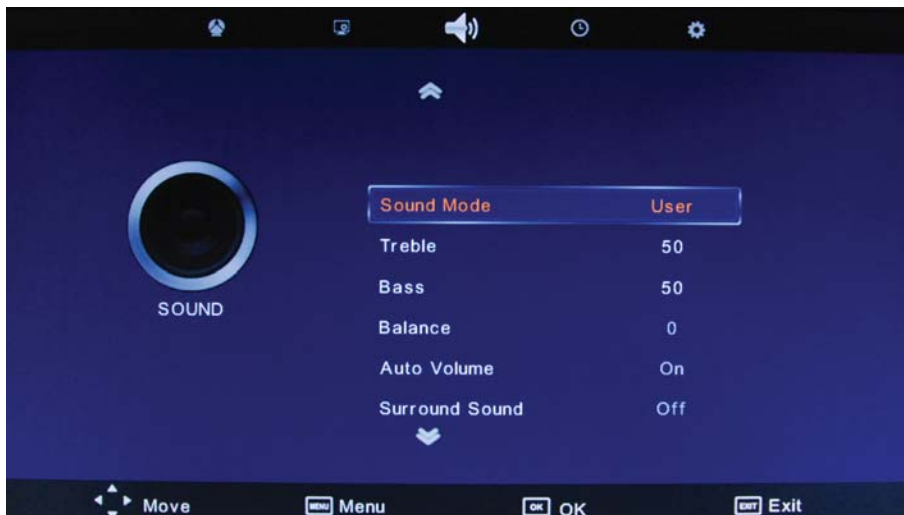 Sound Mode User
Treble 50
Bass 50
SOUND
Balance 0
Auto Volume On
Surround Sound Off
Move MENU Menu OK OK EXIT Exit